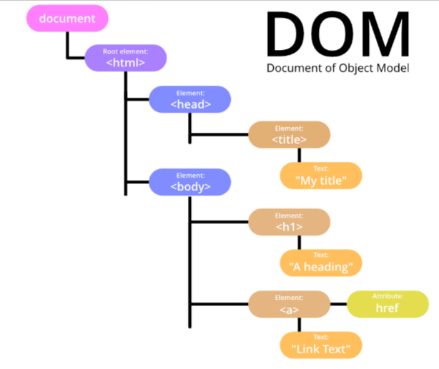 document
DOM
Document of Object Model
Root element:
<html>
Element:
<head>
Element:
<title>
Text:
"My title"
Element:
<body>
Element:
<h1>
Text:
"A heading"
Element:
<a>
Attribute:
href
Text:
"Link Text"